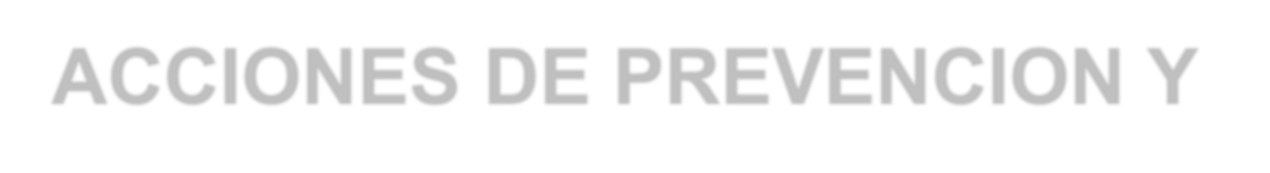 ACCIONES DE PREVENCION Y